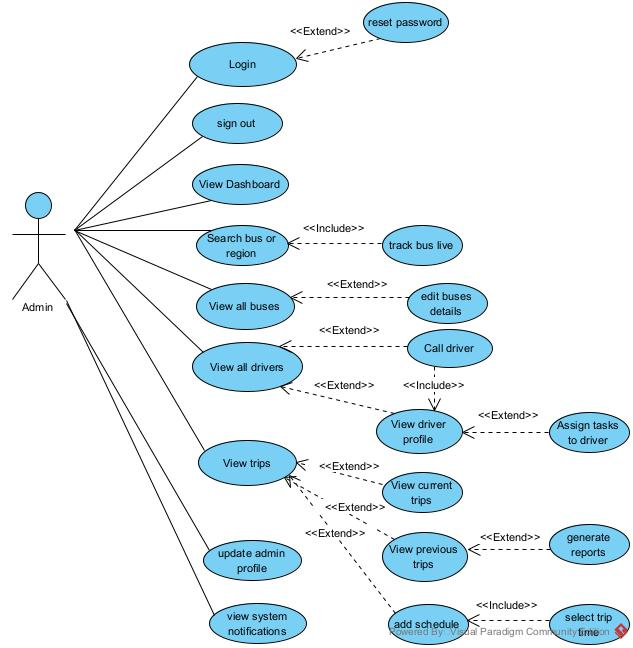 reset password
<<Extend>>
Login
sign out
View Dashboard
Search bus or
region
<<Include>>
track bus live
View all buses
<<Extend>>
edit buses
details
Admin
View all drivers
<<Extend>>
Call driver
<<Extend>>
<<Include>>
View driver
profile
<<Extend>>
Assign tasks
to driver
View trips
<<Extend>>
View current
trips
<<Extend>>
<<Extend>>
View previous
trips
<<Extend>>
generate
reports
update admin
profile
view system
notifications
add schedule
<<Include>>
select trip
time
Powered By: Visual Paradigm Community Edition